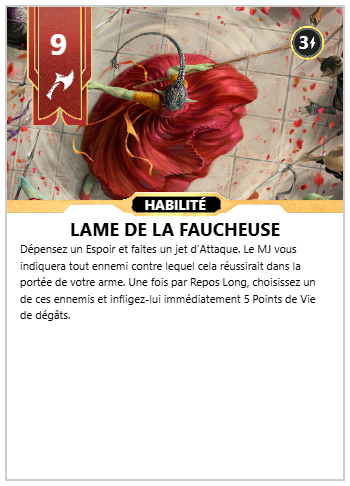 9
3
HABILITÉ
LAME DE LA FAUCHEUSE
Dépensez un Espoir et faites un jet d'Attaque. Le MJ vous
indiquera tout ennemi contre lequel cela réussirait dans la
portée de votre arme. Une fois par Repos Long, choisissez un
de ces ennemis et infligez-lui immédiatement 5 Points de Vie
de dégâts.